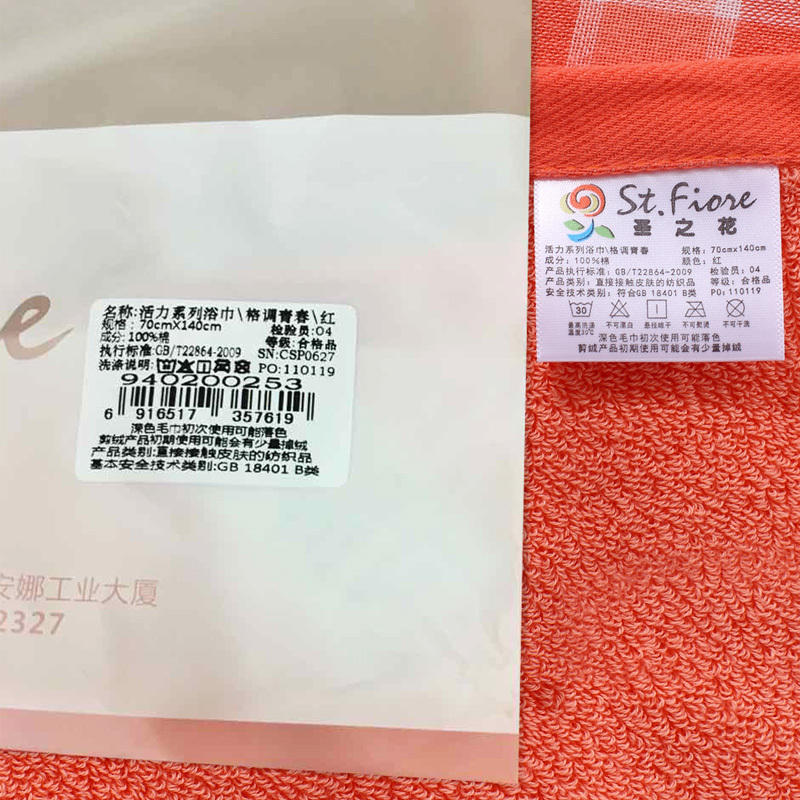 e
名称:活力系列浴巾\格调青春\红
规格:70cmX140cm 检验员:04
成分:100%棉 等级:合格品
执行标准:GB/T22864-2009 SN:CSP0627
洗涤说明: PO:110119
940200253
6 916517 357619
深色毛巾初次使用可能落色
剪绒产品初期使用可能会有少量掉绒
产品类别:直接接触皮肤的纺织品
基本安全技术类别:GB 18401 B类
安娜工业大厦
2327
St.Fiore
圣之花
活力系列浴巾\格调青春 规格:70cm×140cm
成分:100%棉 颜色:红
产品执行标准:GB/T22864-2009 检验员:04
产品类别:直接接触皮肤的纺织品 等级:合格品
安全技术类别:符合GB 18401 B类 PO:110119
30
最高洗涤温度30℃ 不可漂白 悬挂晾干 不可熨烫 不可干洗
深色毛巾初次使用可能落色
剪绒产品初期使用可能会有少量掉绒